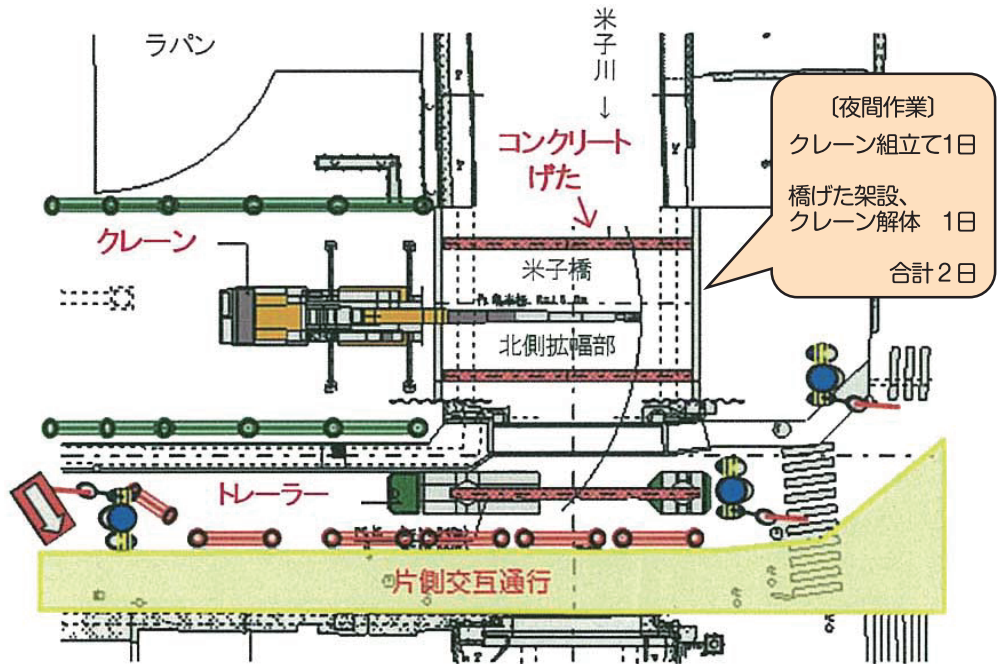 ラパン
米子川↓
コンクリート
げた
〔夜間作業〕
クレーン組立て1日
橋げた架設、
クレーン解体 1日
合計2日
クレーン
米子橋
北側拡幅部
トレーラー
片側交互通行